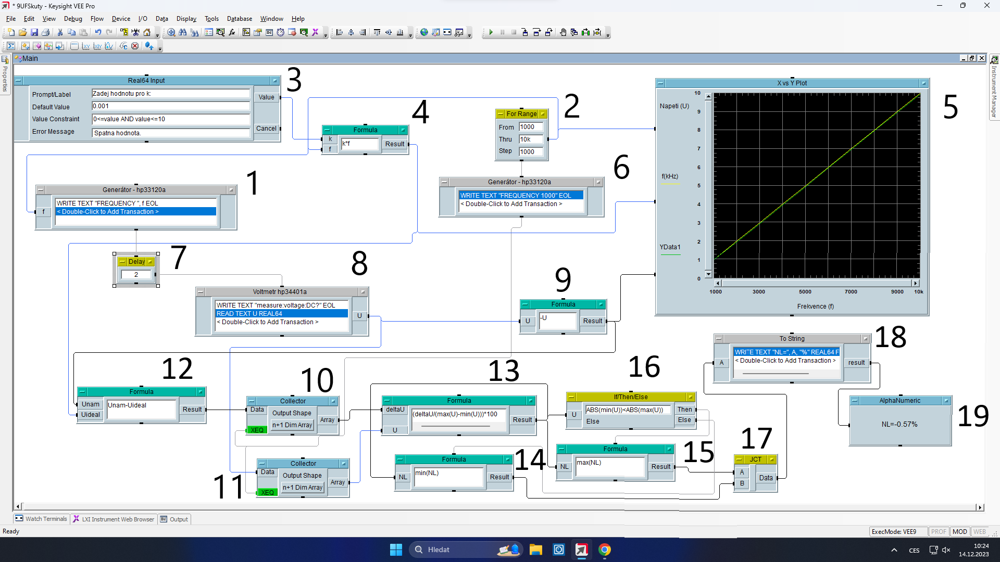 * 9UFSkuty - Keysight VEE Pro
File Edit View Debug Flow Device I/O Data Display Tools Database Window Help
Main
Properties
Instrument Manager
Real64 Input
Prompt/Label Zadej hodnotu pro k:
Default Value 0.001
Value Constraint 0<=value AND value<=10
Error Message Spatna hodnota.
Value
Cancel
3
4
Formula
k
f
k*f
Result
2
For Range
From 1000
Thru 10k
Step 1000
X vs Y Plot
Napeti (U)
f(kHz)
YData1
10
9
8
7
6
5
4
3
2
1
0
1000 3000 5000 7000 9000 10k
Frekvence (f)
5
1
Generátor - hp33120a
f
WRITE TEXT "FREQUENCY ", f EOL
< Double-Click to Add Transaction >
6
Generátor - hp33120a
WRITE TEXT "FREQUENCY 1000" EOL
< Double-Click to Add Transaction >
7
Delay
2
8
Voltmetr hp34401a
WRITE TEXT "measure:voltage:DC?" EOL
READ TEXT U REAL64
< Double-Click to Add Transaction >
U
9
Formula
U
-U
Result
18
To String
A
WRITE TEXT "NL=", A, "%" REAL64 F
< Double-Click to Add Transaction >
result
12
Formula
Unam
Uideal
Unam-Uideal
Result
10
Collector
Data
XEQ
Output Shape
n+1 Dim Array
Array
13
Formula
deltaU
U
(deltaU/(max(U)-min(U)))*100
Result
16
If/Then/Else
U
ABS(min(U))<ABS(max(U))
Else
Then
Else
19
AlphaNumeric
NL=-0.57%
11
Collector
Data
XEQ
Output Shape
n+1 Dim Array
Array
14
Formula
NL
min(NL)
Result
15
Formula
NL
max(NL)
Result
17
JCT
A
B
Data
Watch Terminals LXI Instrument Web Browser Output
Ready
ExecMode: VEE9 PROF MOD WEB
Hledat
CES
10:24
14.12.2023